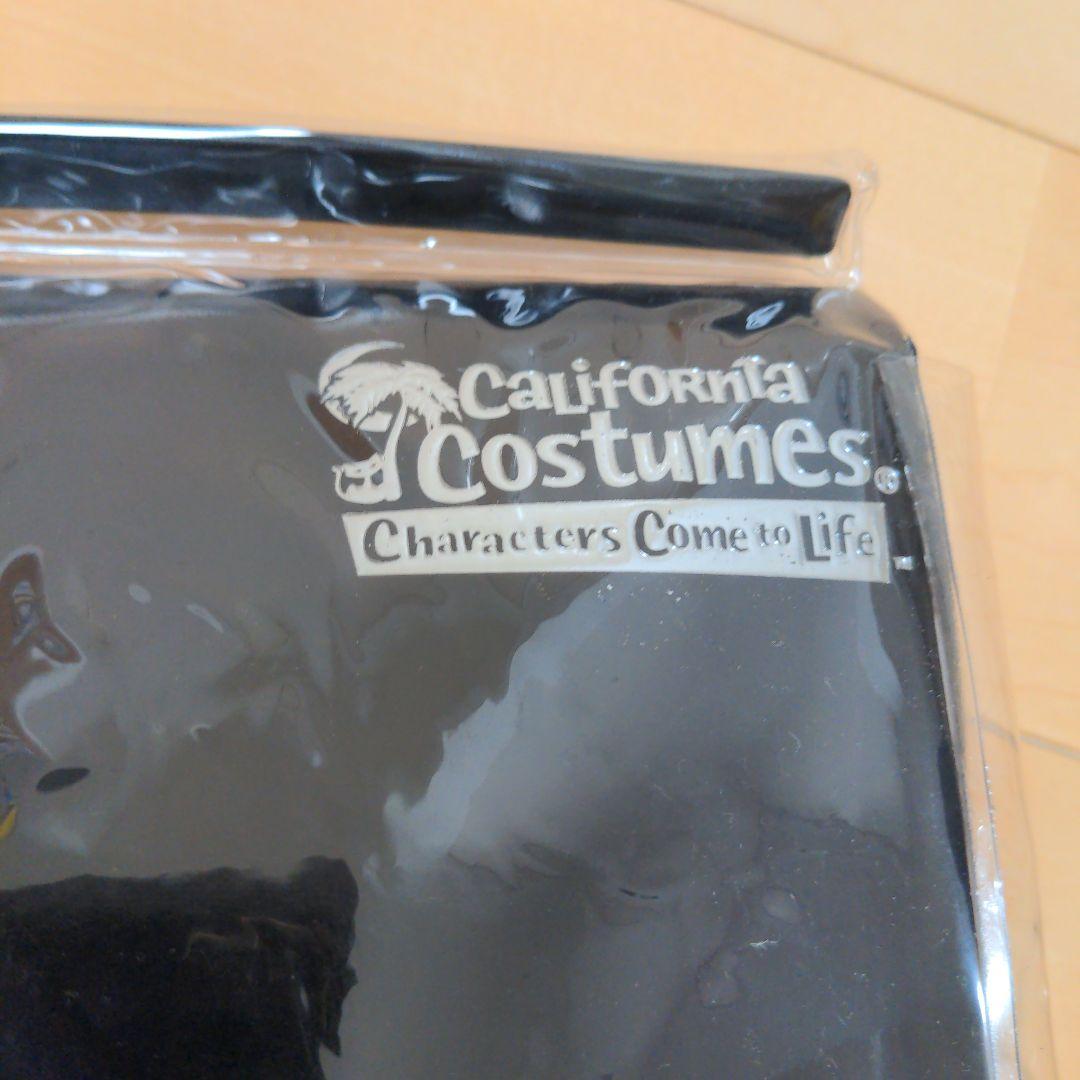 CALiFORNiA
COSTUMES®
CHARACTERS COME TO LIFE